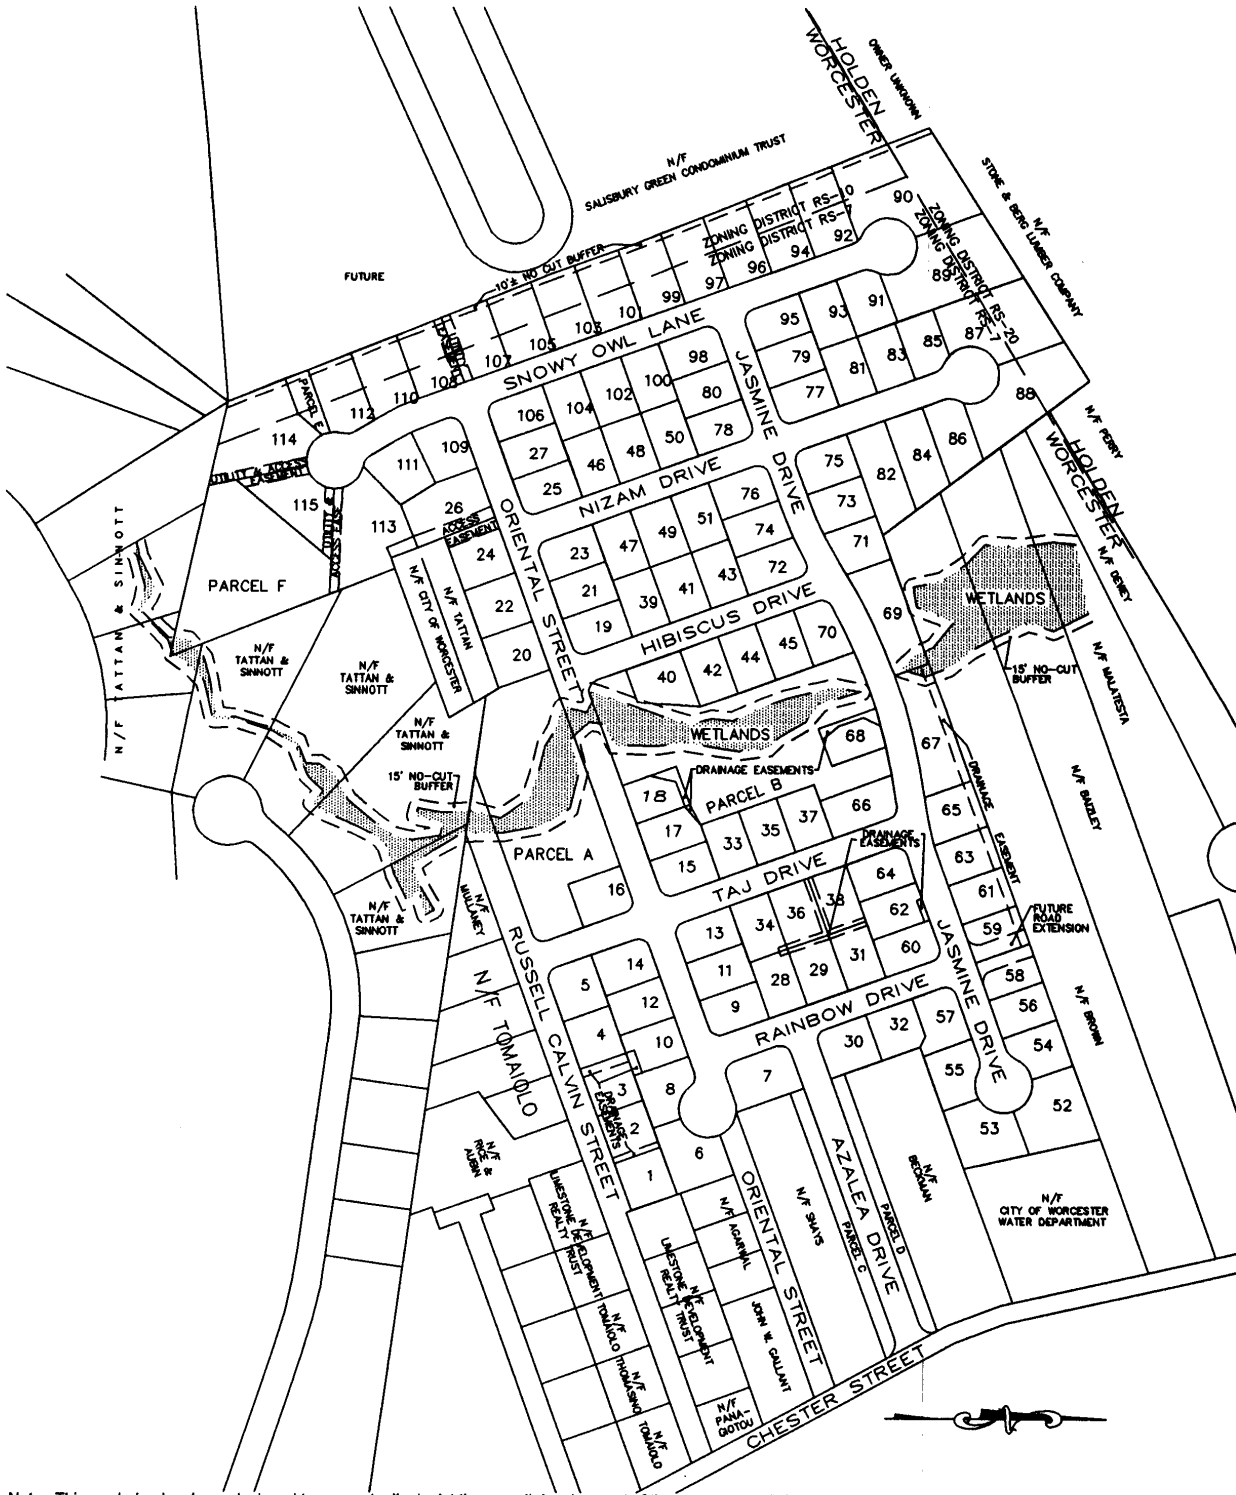 HOLDEN
WORCESTER
OWNER UNKNOWN
N/F
SALISBURY GREEN CONDOMINIUM TRUST
STONE & BERG LUMBER COMPANY
N/F
FUTURE
10'± NO CUT BUFFER
ZONING DISTRICT RS-10
ZONING DISTRICT RS-7
ZONING DISTRICT RS-20
ZONING DISTRICT RS-7
90
92
94
96
97
99
101
103
105
107
108
110
112
114
UTILITY
EASEMENT
PARCEL E
SNOWY OWL LANE
89
87
85
83
81
91
93
95
79
77
88
86
84
82
75
73
71
69
98
80
78
100
102
104
106
27
25
46
48
50
109
111
113
115
26
24
22
20
UTILITY & ACCESS
EASEMENT
UTILITY &
ACCESS EASE
ACCESS
EASEMENT
JASMINE DRIVE
NIZAM DRIVE
ORIENTAL STREET
HOLDEN
WORCESTER
N/F PERRY
N/F DEWEY
N/F MALATESTA
N/F BAIZLEY
N/F BROWN
76
74
72
51
49
47
23
21
19
39
41
43
HIBISCUS DRIVE
40
42
44
45
70
PARCEL F
N/F TATTAN & SINNOTT
N/F
TATTAN &
SINNOTT
N/F
TATTAN &
SINNOTT
N/F
TATTAN &
SINNOTT
N/F
TATTAN &
SINNOTT
N/F CITY OF WORCESTER
N/F TATTAN
WETLANDS
15' NO-CUT
BUFFER
WETLANDS
15' NO-CUT
BUFFER
DRAINAGE EASEMENTS
PARCEL B
68
67
66
65
63
61
59
18
17
15
33
35
37
DRAINAGE
EASEMENT
DRAINAGE
EASEMENTS
TAJ DRIVE
PARCEL A
16
N/F
MULLANEY
FUTURE
ROAD
EXTENSION
13
11
9
34
36
38
64
62
60
28
29
31
RAINBOW DRIVE
JASMINE DRIVE
58
56
54
52
57
55
53
30
32
7
RUSSELL CALVIN STREET
N/F TOMAIOLO
14
12
10
8
6
5
4
3
2
1
DRAINAGE
EASEMENTS
N/F
RICE &
AUBIN
N/F
LIMESTONE DEVELOPMENT
REALTY TRUST
N/F
TOMAIOLO
N/F
THOMASINO
N/F
TOMAIOLO
N/F
LIMESTONE DEVELOPMENT
REALTY TRUST
N/F AGARWAL
ORIENTAL STREET
JOHN W. GALLANT
N/F
PANA-
GIOTOU
N/F SHAYS
PARCEL C
AZALEA DRIVE
PARCEL D
N/F
BECKMAN
N/F
CITY OF WORCESTER
WATER DEPARTMENT
CHESTER STREET